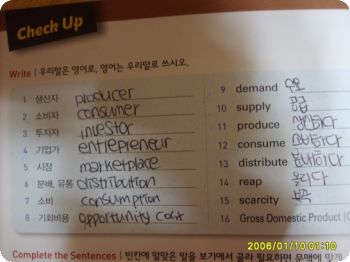 Check Up
Write | 우리말은 영어로, 영어는 우리말로 쓰시오.
1 생산자 producer
2 소비자 consumer
3 투자자 investor
4 기업가 entrepreneur
5 시장 marketplace
6 분배, 유통 distribution
7 소비 consumption
8 기회비용 opportunity cost
9 demand 수요
10 supply 공급
11 produce 생산하다
12 consume 소비하다
13 distribute 분배하다
14 reap
15 scarcity 부족
16 Gross Domestic Product (
Complete the Sentences | 빈칸에 알맞은 말을 보기에서 골라 필요하면 문맥에 맞게
2006/01/10 01:10